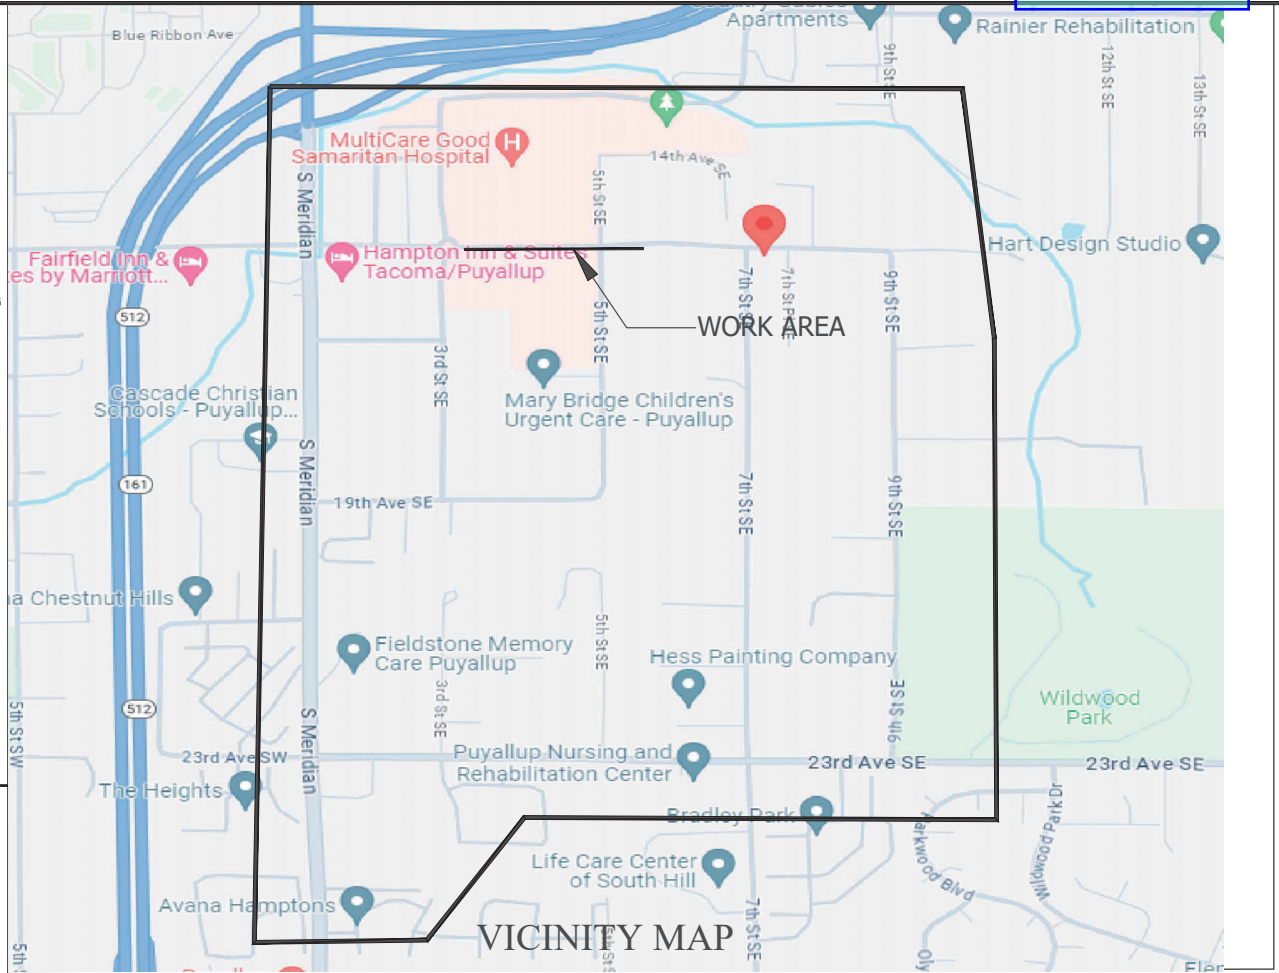 Apartments
Rainier Rehabilitation
Blue Ribbon Ave
9th St SE
12th St SE
13th St SE
MultiCare Good
Samaritan Hospital
H
14th Ave SE
S Meridian
5th St SE
Hampton Inn & Suites
Tacoma/Puyallup
Fairfield Inn &
es by Marriott...
Hart Design Studio
512
7th St SE
7th St Pl SE
9th St SE
WORK AREA
5th St SE
3rd St SE
Cascade Christian
Schools - Puyallup...
Mary Bridge Children's
Urgent Care - Puyallup
S Meridian
161
19th Ave SE
7th St SE
9th St SE
a Chestnut Hills
5th St SE
Fieldstone Memory
Care Puyallup
Hess Painting Company
3rd St SE
9th St SE
Wildwood
Park
512
5th St SW
S Meridian
23rd Ave SW
Puyallup Nursing and
Rehabilitation Center
23rd Ave SE
23rd Ave SE
The Heights
Bradley Park
Parkwood Blvd
Wildwood Park Dr
Life Care Center
of South Hill
Avana Hamptons
7th St SE
VICINITY MAP
5th S
Oly